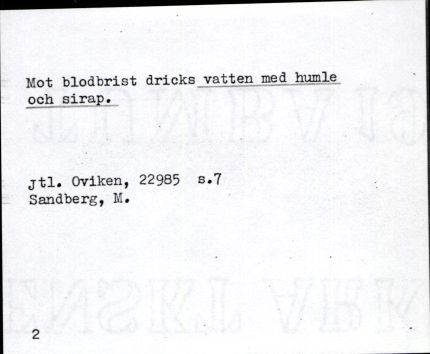 Mot blodbrist dricks vatten med humle
och sirap.
Jtl. Oviken, 22985 s.7
Sandberg, M.
2